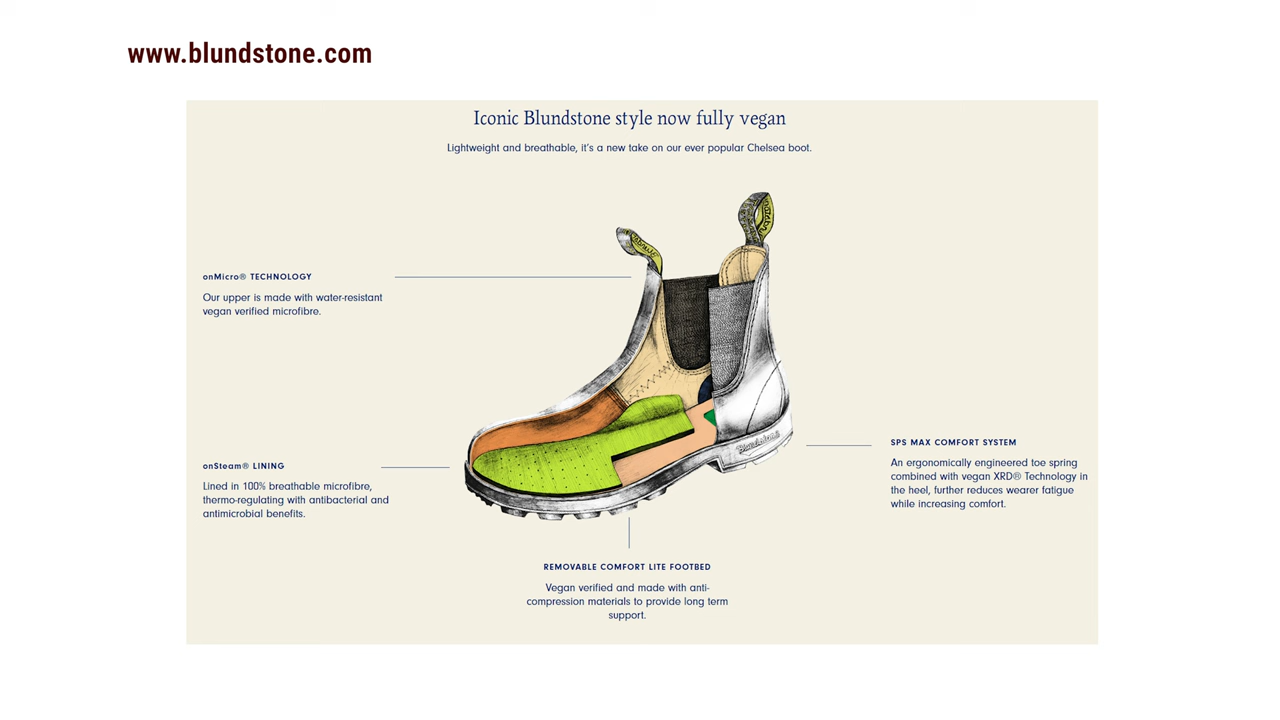 www.blundstone.com
Iconic Blundstone style now fully vegan
Lightweight and breathable, it's a new take on our ever popular Chelsea boot.
onMicro® TECHNOLOGY
Our upper is made with water-resistant
vegan verified microfibre.
onSteam® LINING
Lined in 100% breathable microfibre,
thermo-regulating with antibacterial and
antimicrobial benefits.
Blundstone
SPS MAX COMFORT SYSTEM
An ergonomically engineered toe spring
combined with vegan XRD® Technology in
the heel, further reduces wearer fatigue
while increasing comfort.
REMOVABLE COMFORT LITE FOOTBED
Vegan verified and made with anti-
compression materials to provide long term
support.